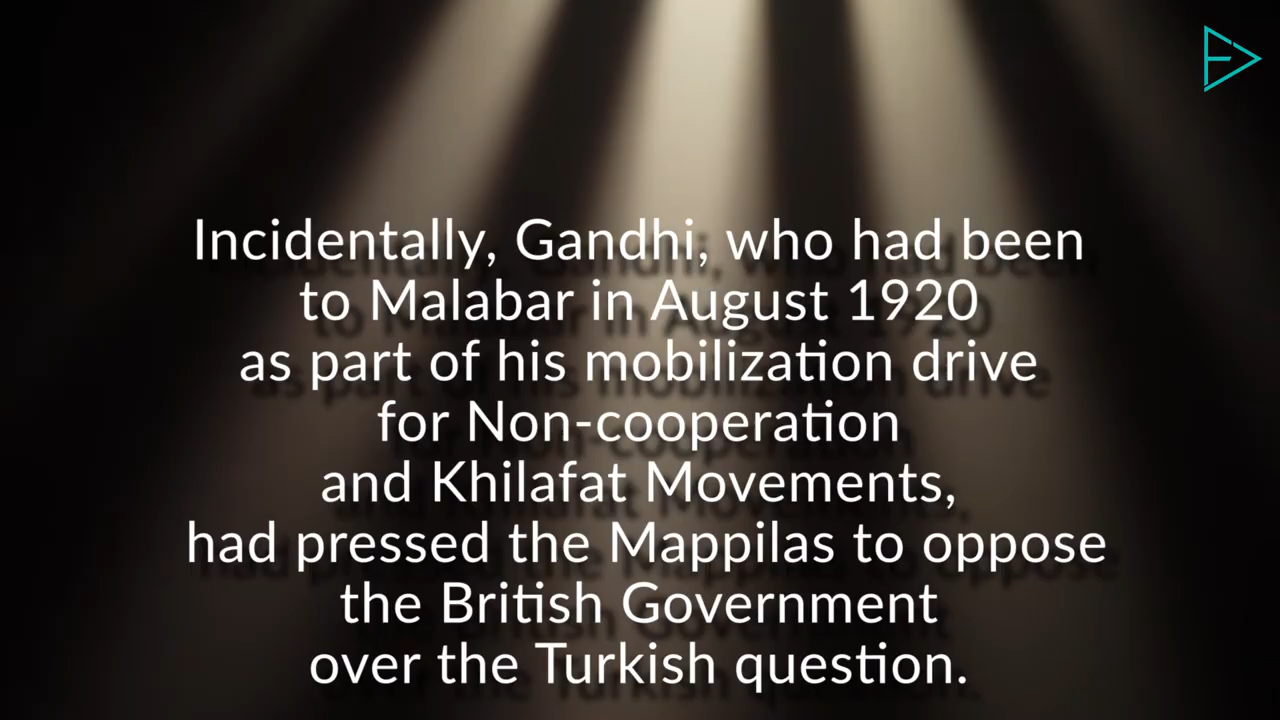 Incidentally, Gandhi, who had been
to Malabar in August 1920
as part of his mobilization drive
for Non-cooperation
and Khilafat Movements,
had pressed the Mappilas to oppose
the British Government
over the Turkish question.